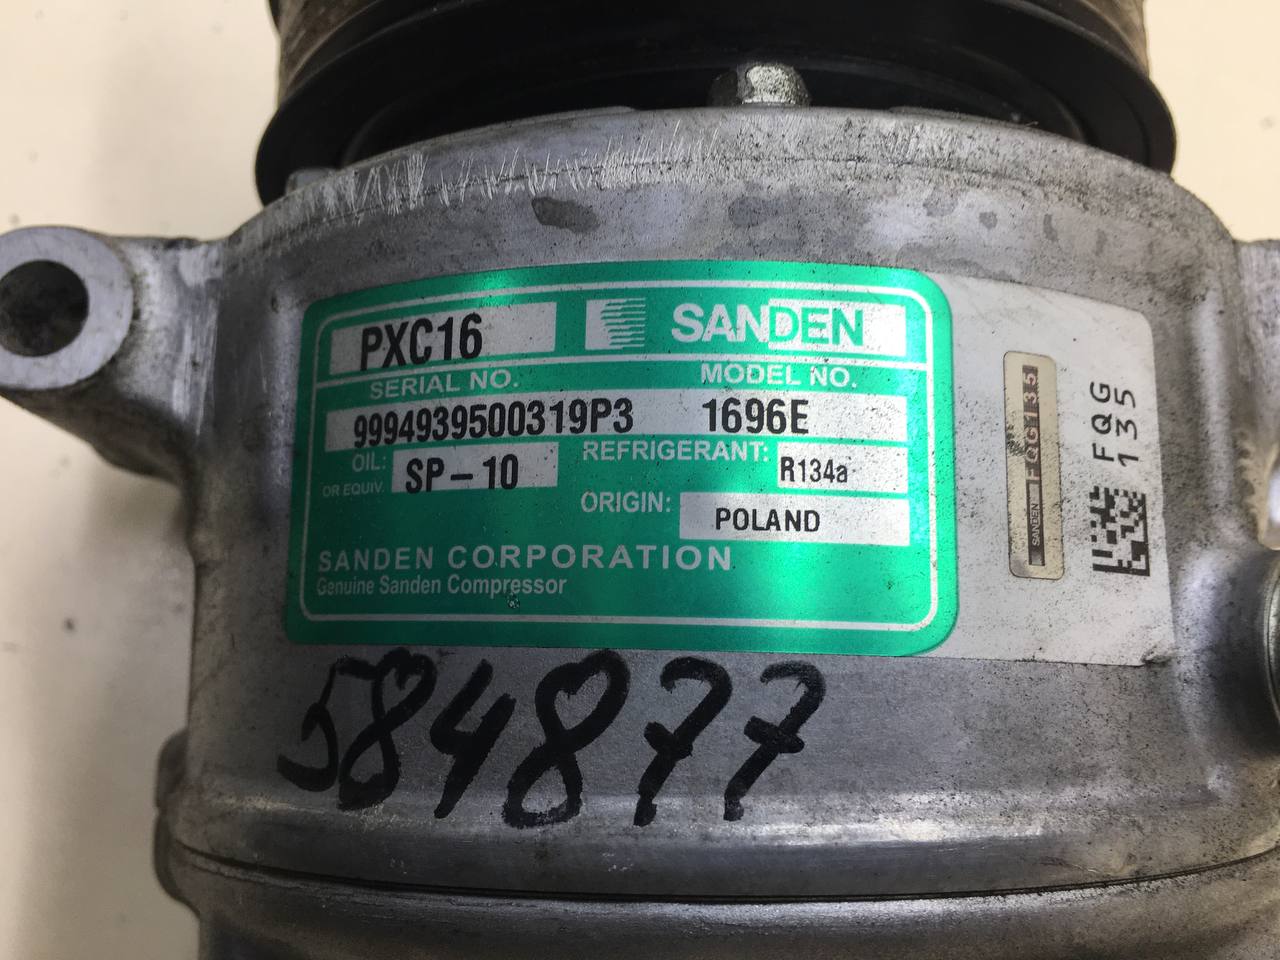 PXC16 SANDEN
SERIAL NO. MODEL NO.
9994939500319P3 1696E
OIL: SP-10 REFRIGERANT: R134a
OR EQUIV.
ORIGIN: POLAND
SANDEN CORPORATION
Genuine Sanden Compressor
SANDEN FQG135
FQG
135
584877